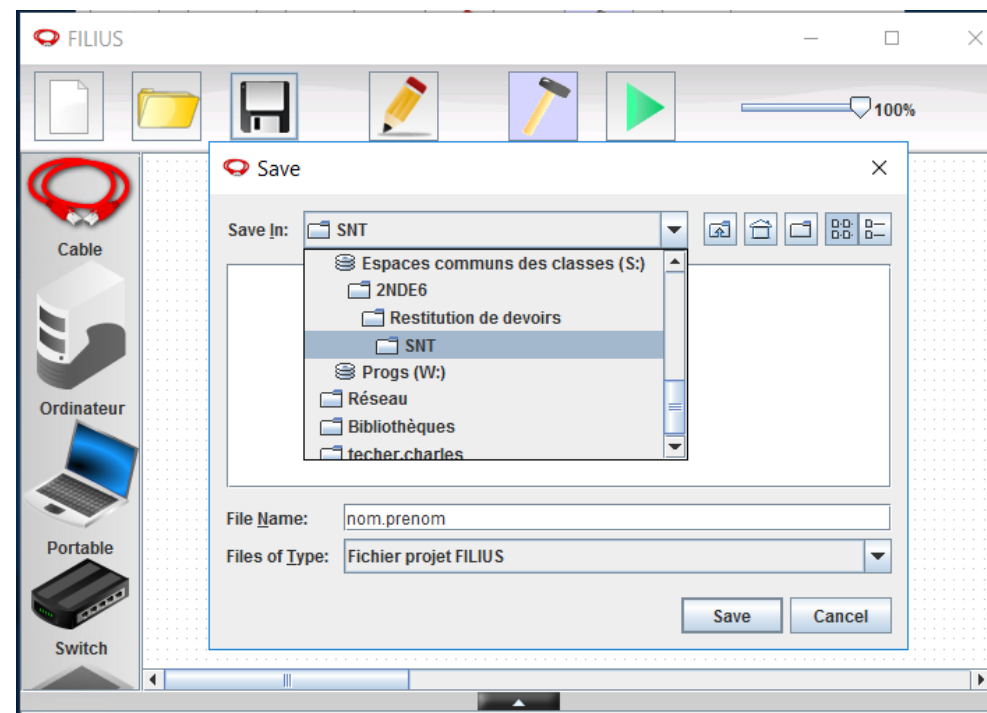 FILIUS
100%
Save
Save In: SNT
Cable
Espaces communs des classes (S:)
2NDE6
Restitution de devoirs
SNT
Progs (W:)
Réseau
Bibliothèques
techer.charles
Ordinateur
File Name: nom.prenom
Files of Type: Fichier projet FILIUS
Portable
Save Cancel
Switch